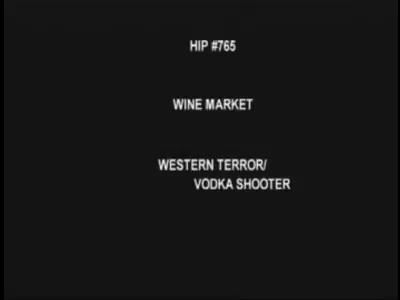 HIP #765
WINE MARKET
WESTERN TERROR/
VODKA SHOOTER